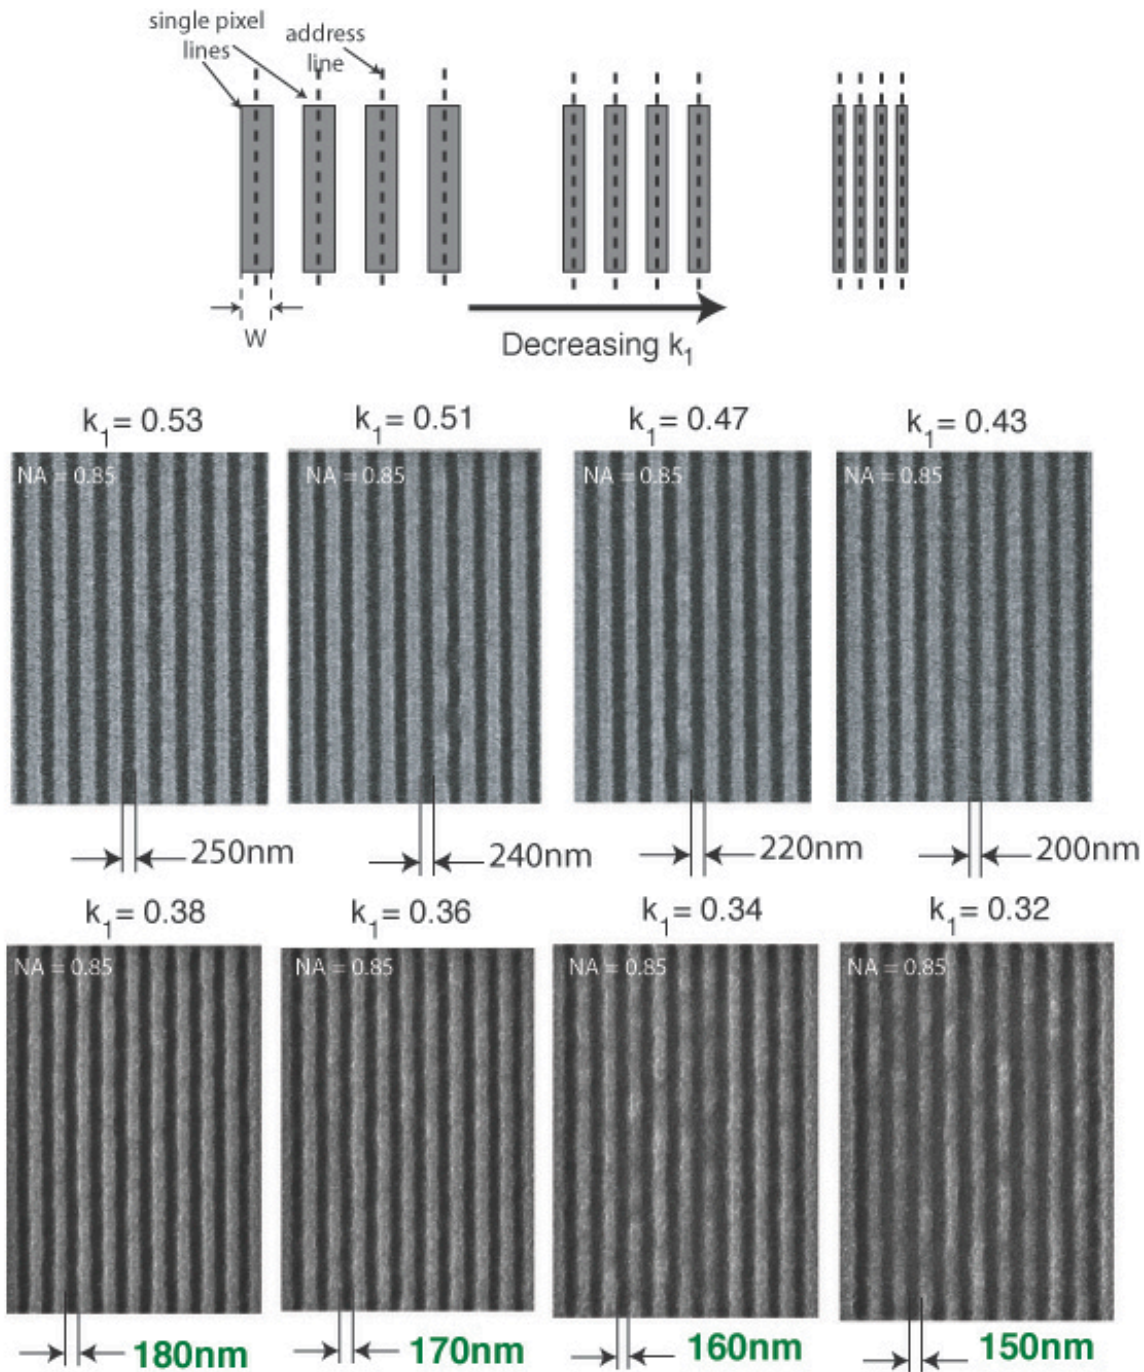 single pixel
lines
address
line
W
Decreasing k₁
k₁= 0.53
k₁= 0.51
k₁= 0.47
k₁= 0.43
NA = 0.85
NA = 0.85
NA = 0.85
NA = 0.85
250nm
240nm
220nm
200nm
k₁= 0.38
k₁= 0.36
k₁= 0.34
k₁= 0.32
NA = 0.85
NA = 0.85
NA = 0.85
NA = 0.85
180nm
170nm
160nm
150nm